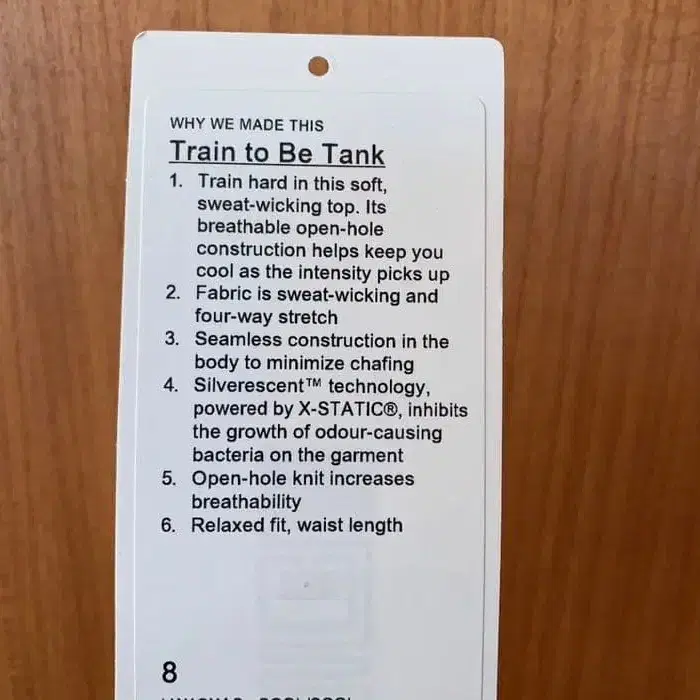 WHY WE MADE THIS
Train to Be Tank
1. Train hard in this soft,
sweat-wicking top. Its
breathable open-hole
construction helps keep you
cool as the intensity picks up
2. Fabric is sweat-wicking and
four-way stretch
3. Seamless construction in the
body to minimize chafing
4. Silverescent™ technology,
powered by X-STATIC®, inhibits
the growth of odour-causing
bacteria on the garment
5. Open-hole knit increases
breathability
6. Relaxed fit, waist length
8